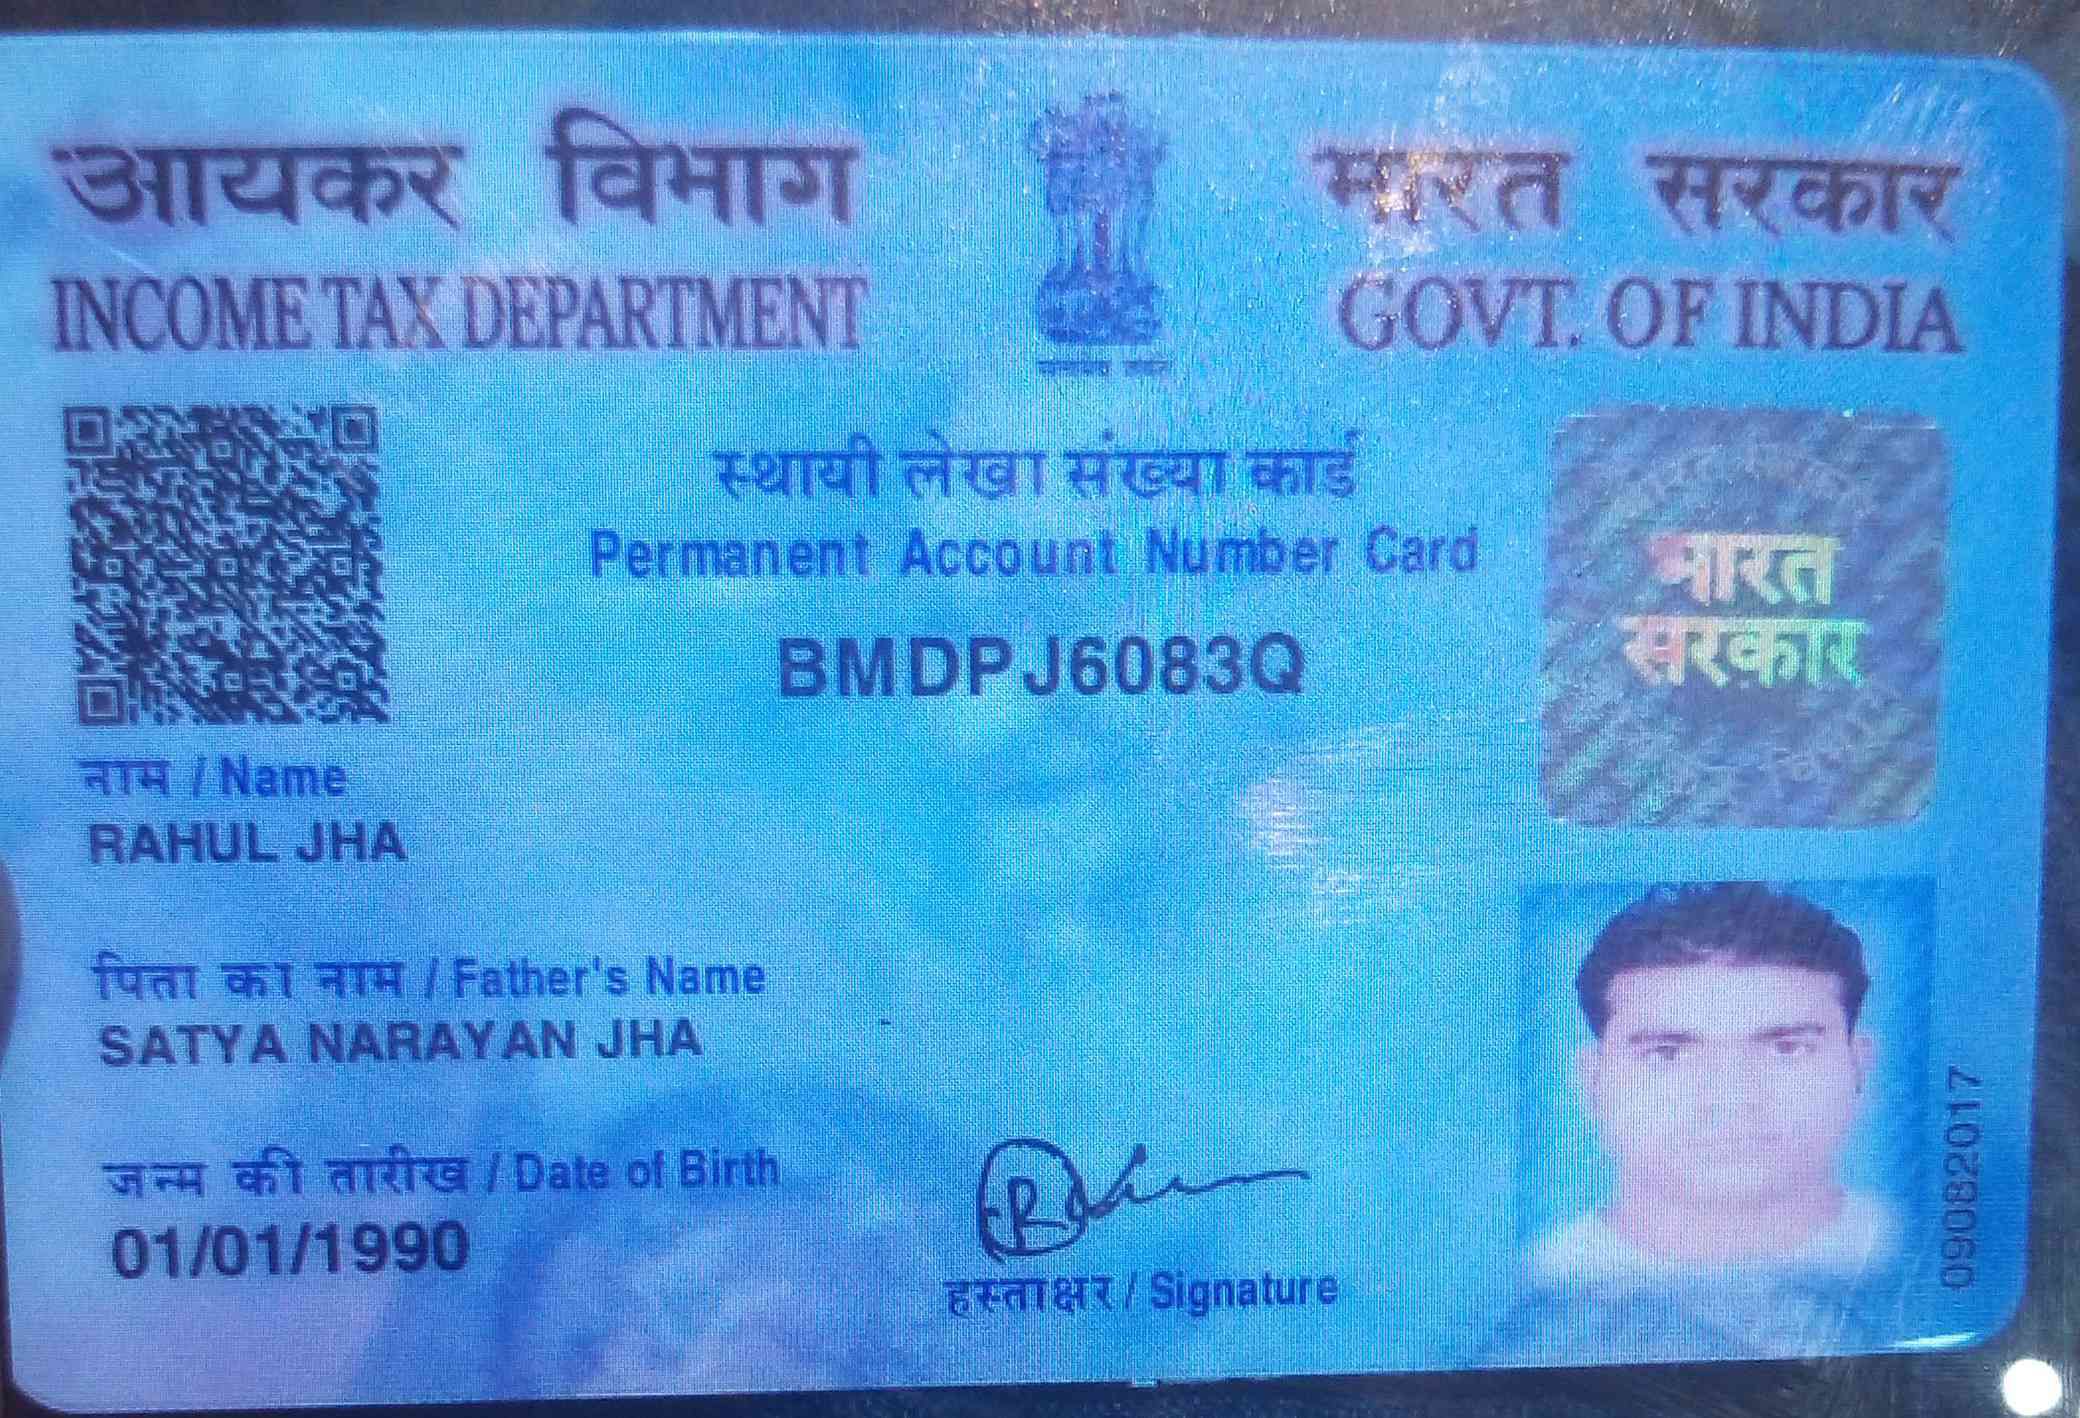 आयकर विभाग
INCOME TAX DEPARTMENT
भारत सरकार
GOVT. OF INDIA
स्थायी लेखा संख्या कार्ड
Permanent Account Number Card
BMDPJ6083Q
भारत
सरकार
नाम / Name
RAHUL JHA
पिता का नाम / Father's Name
SATYA NARAYAN JHA
जन्म की तारीख / Date of Birth
01/01/1990
हस्ताक्षर / Signature
09082017